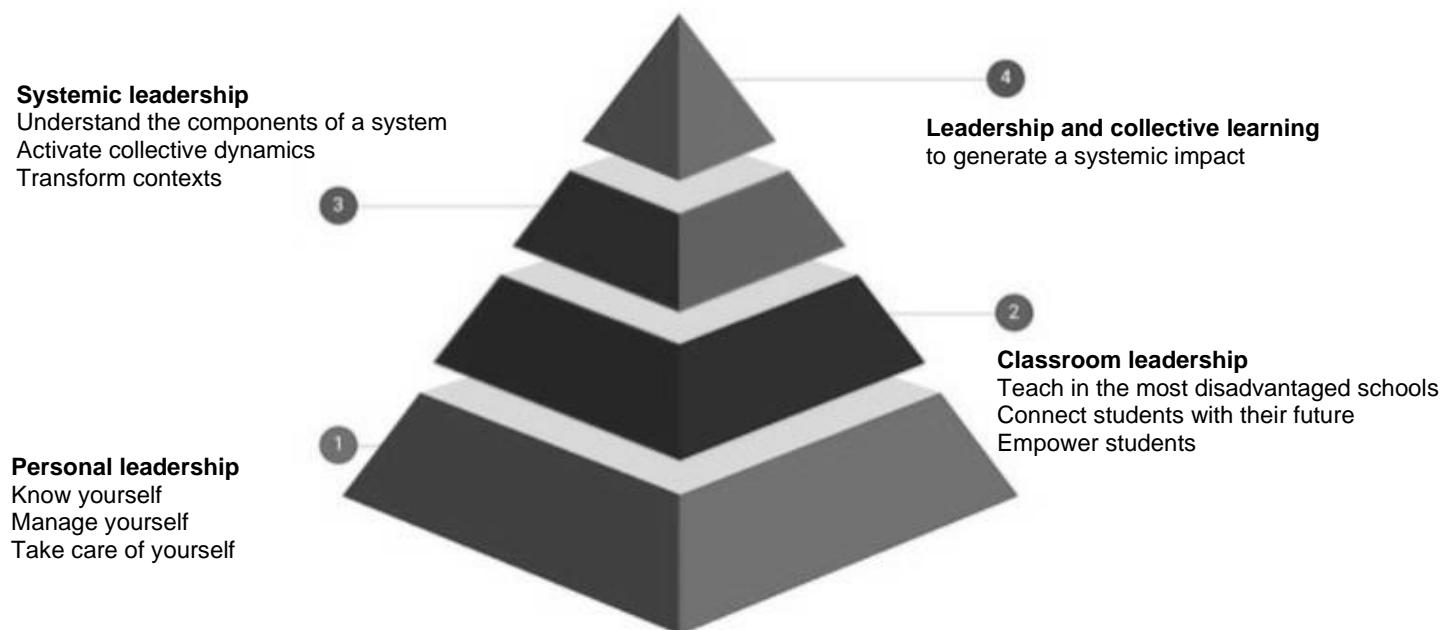 4
Systemic leadership
Understand the components of a system
Activate collective dynamics
Transform contexts
Leadership and collective learning
to generate a systemic impact
3
2
Classroom leadership
Teach in the most disadvantaged schools
Connect students with their future
Empower students
1
Personal leadership
Know yourself
Manage yourself
Take care of yourself